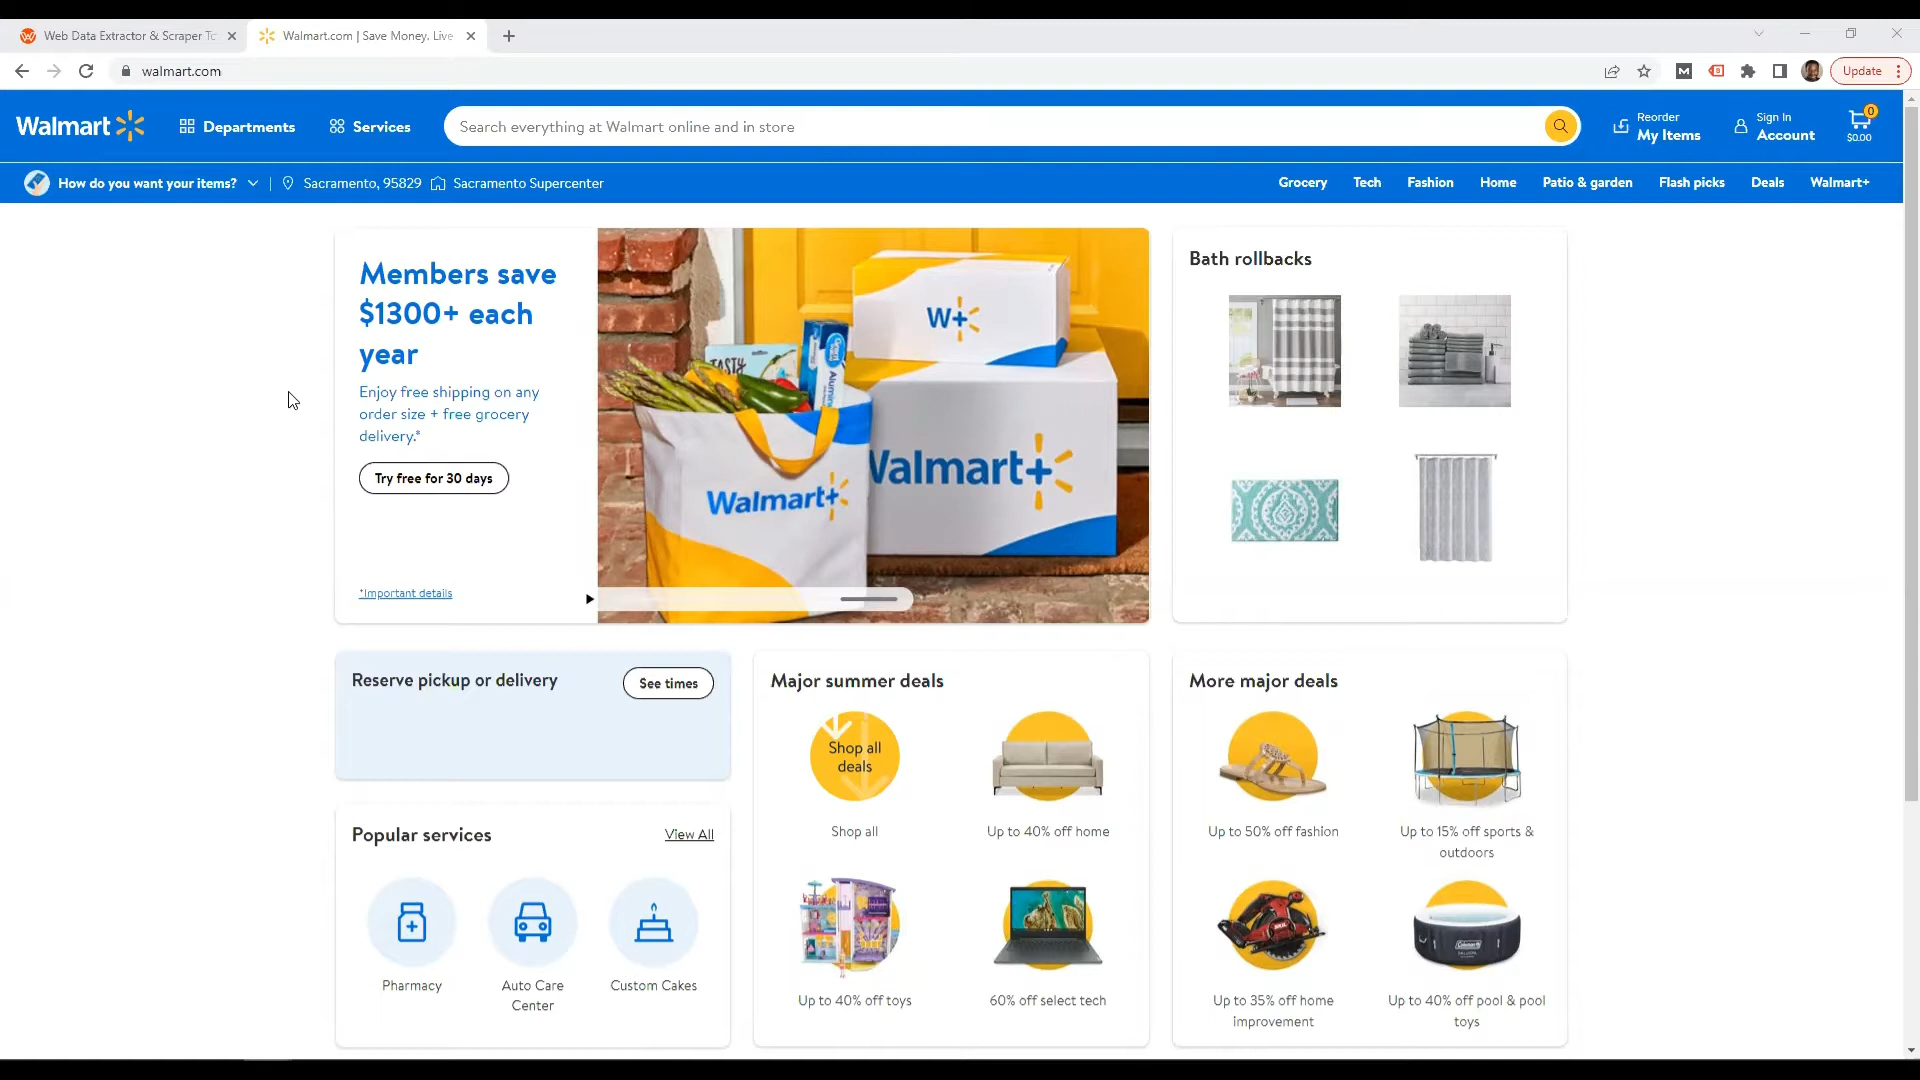 Web Data Extractor & Scraper To
Walmart.com | Save Money. Live
walmart.com
Update
Walmart
Departments
Services
Search everything at Walmart online and in store
Reorder
My Items
Sign In
Account
0
$0.00
How do you want your items?
Sacramento, 95829
Sacramento Supercenter
Grocery
Tech
Fashion
Home
Patio & garden
Flash picks
Deals
Walmart+
Members save
$1300+ each
year
Enjoy free shipping on any
order size + free grocery
delivery.*
Try free for 30 days
*Important details
W+
TASTY
Walmart+
Walmart+
Bath rollbacks
Reserve pickup or delivery
See times
Popular services
View All
Pharmacy
Auto Care
Center
Custom Cakes
Major summer deals
Shop all
deals
Shop all
Up to 40% off home
Up to 40% off toys
60% off select tech
More major deals
Up to 50% off fashion
Up to 15% off sports &
outdoors
Up to 35% off home
improvement
Coleman
Up to 40% off pool & pool
toys